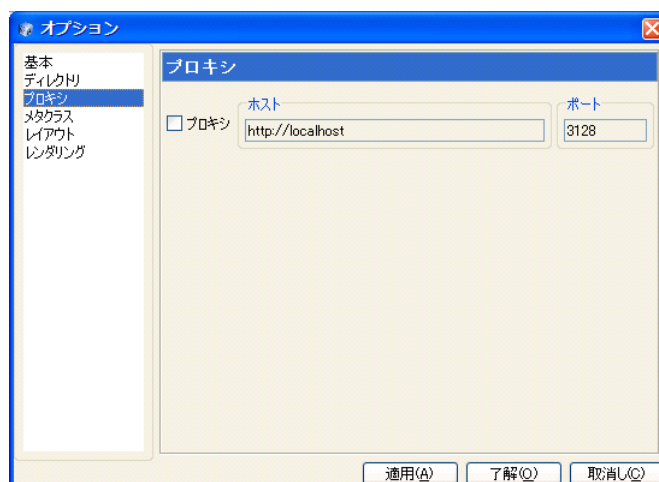 オプション
基本
ディレクトリ
プロキシ
メタクラス
レイアウト
レンダリング
プロキシ
プロキシ
ホスト
http://localhost
ポート
3128
適用(A)
了解(O)
取消し(C)